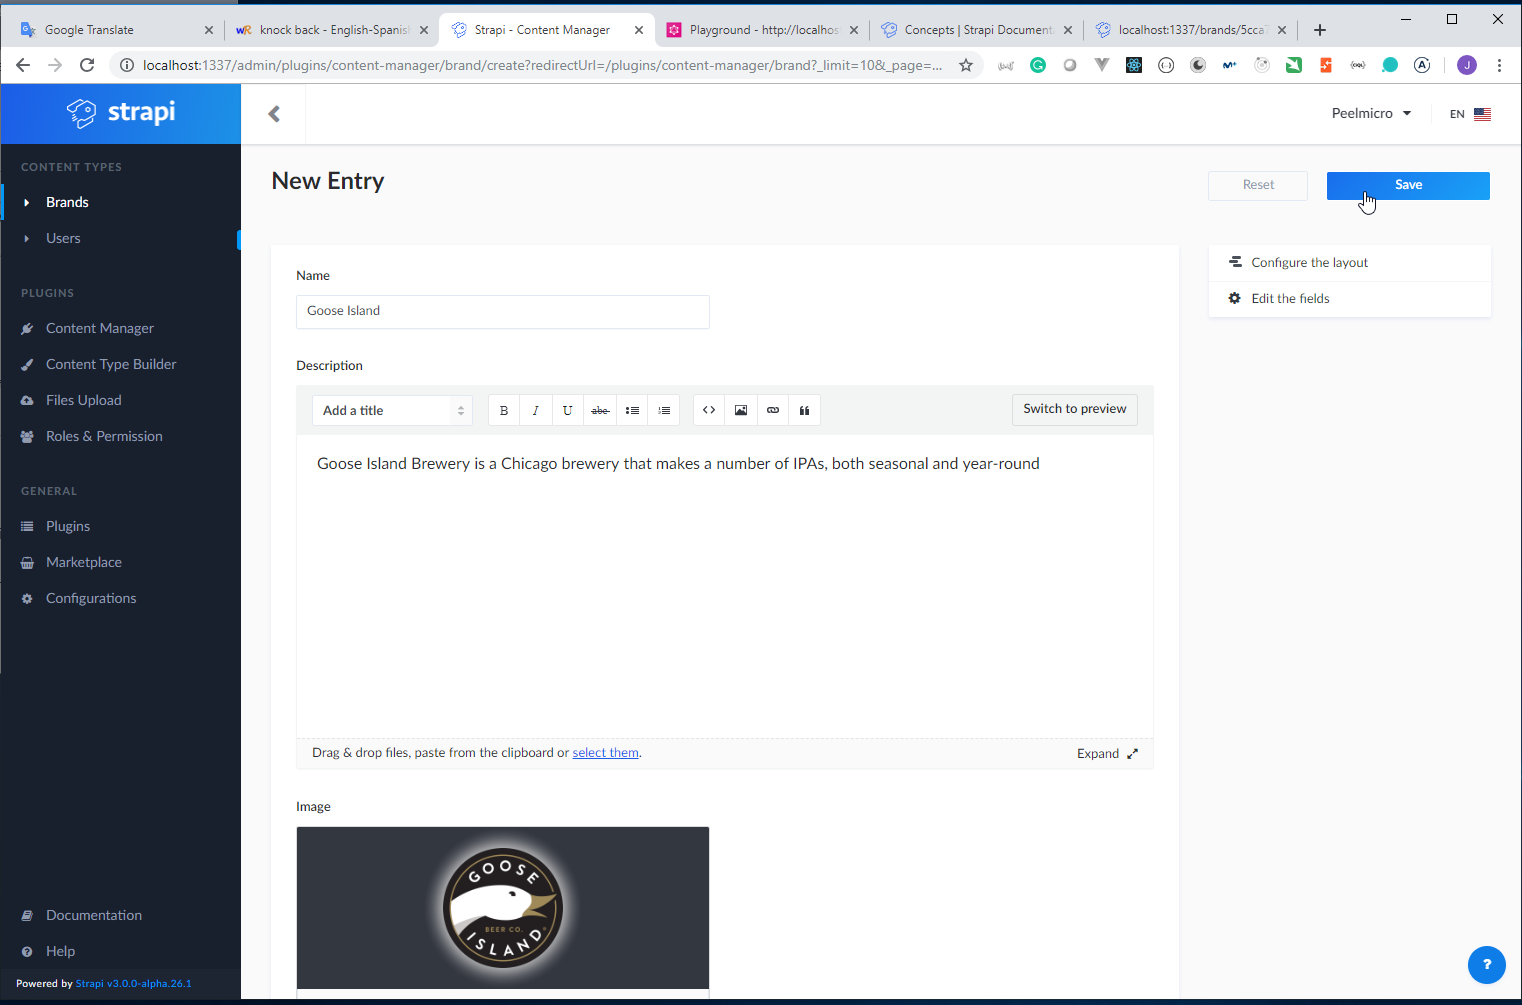 Google Translate
knock back - English-Spanish
Strapi - Content Manager
Playground - http://localhos
Concepts | Strapi Document
localhost:1337/brands/5cca7
localhost:1337/admin/plugins/content-manager/brand/create?redirectUrl=/plugins/content-manager/brand?_limit=10&_page=...
J
strapi
Peelmicro
EN
CONTENT TYPES
Brands
Users
PLUGINS
Content Manager
Content Type Builder
Files Upload
Roles & Permission
GENERAL
Plugins
Marketplace
Configurations
Documentation
Help
Powered by Strapi v3.0.0-alpha.26.1
New Entry
Reset
Save
Configure the layout
Edit the fields
Name
Goose Island
Description
Add a title
B
I
U
abc
Switch to preview
Goose Island Brewery is a Chicago brewery that makes a number of IPAs, both seasonal and year-round
Drag & drop files, paste from the clipboard or select them.
Expand
Image
GOOSE
BEER CO.
ISLAND
?